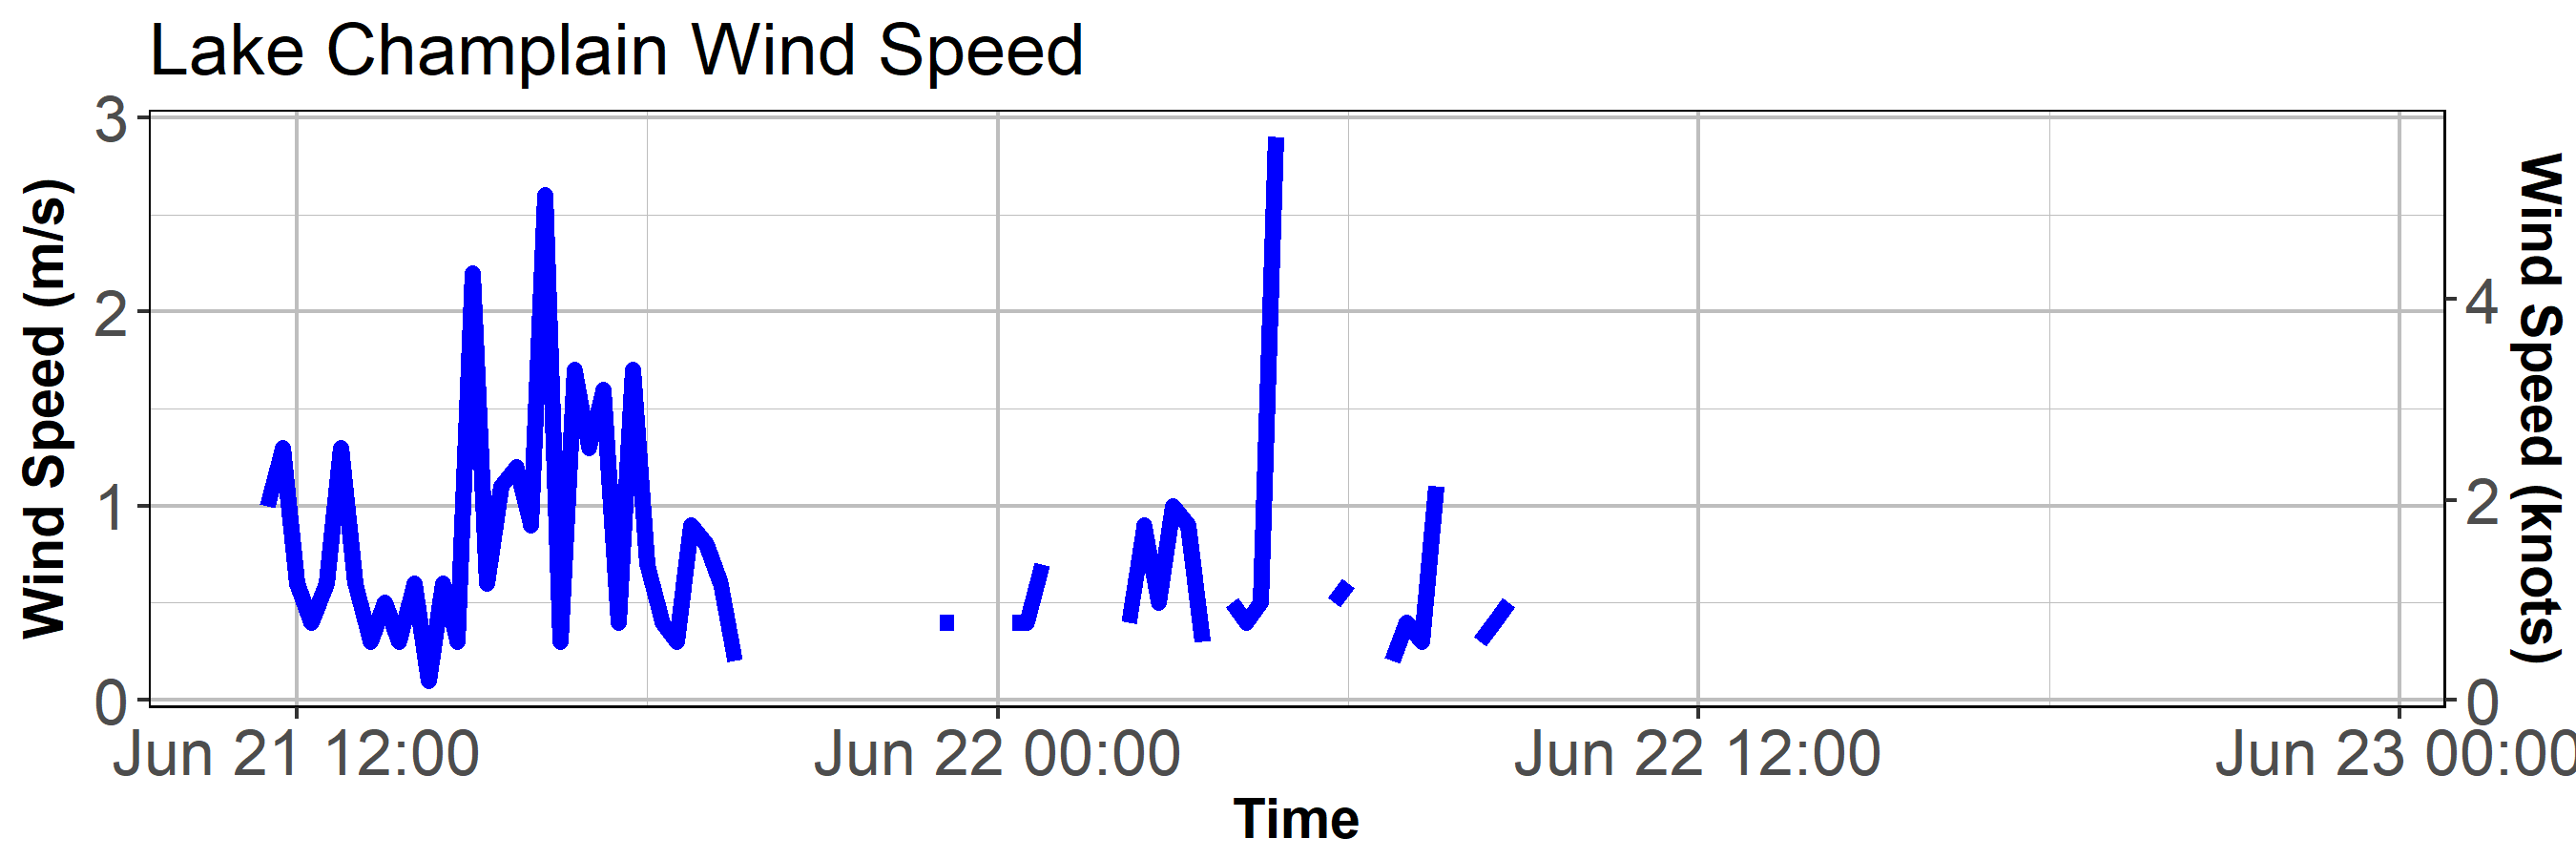 Lake Champlain Wind Speed
Wind Speed (m/s)
3
2
1
0
4
2
0
Wind Speed (knots)
Jun 21 12:00
Jun 22 00:00
Jun 22 12:00
Jun 23 00:00
Time